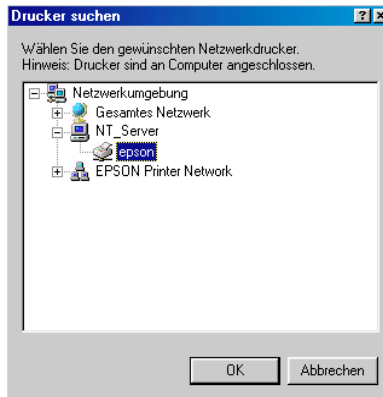 Drucker suchen
Wählen Sie den gewünschten Netzwerkdrucker.
Hinweis: Drucker sind an Computer angeschlossen.
Netzwerkumgebung
Gesamtes Netzwerk
NT_Server
epson
EPSON Printer Network
OK
Abbrechen